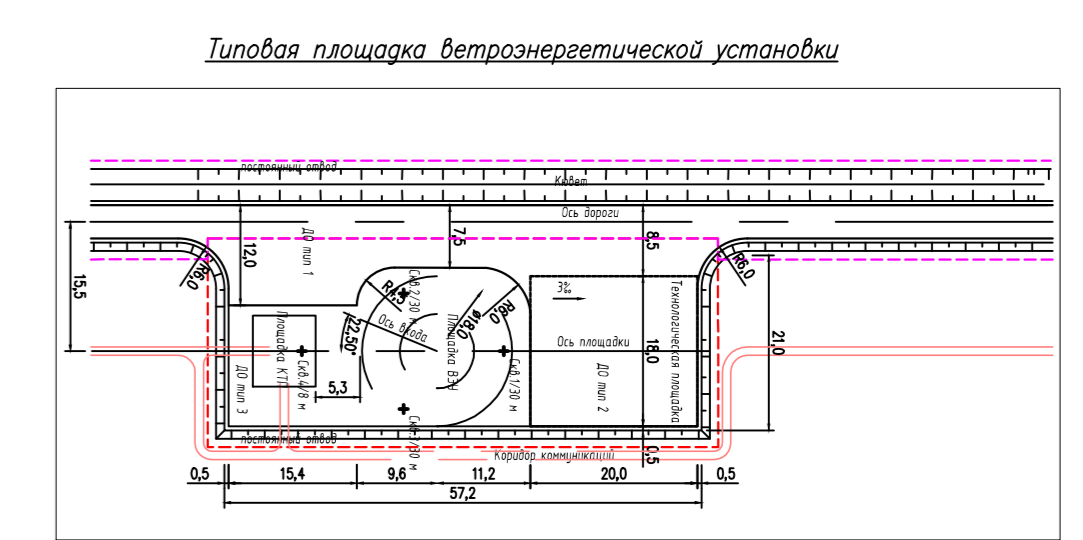 Типовая площадка ветроэнергетической установки
постоянный отвод
Кювет
Ось дороги
ДО тип 1
12,0
7,5
8,5
15,5
R6,0
R6,0
R4,5
Скв.2/30 м
R6,0
ø18,0
3‰
Технологическая площадка
Ось входа
22,50°
Площадка ВЭУ
Площадка КТП
Ось площадки
18,0
21,0
Скв.4/8 м
Скв.1/30 м
ДО тип 3
5,3
ДО тип 2
Скв.3/30 м
постоянный отвод
0,5
Коридор коммуникаций
0,5
15,4
9,6
11,2
20,0
0,5
57,2